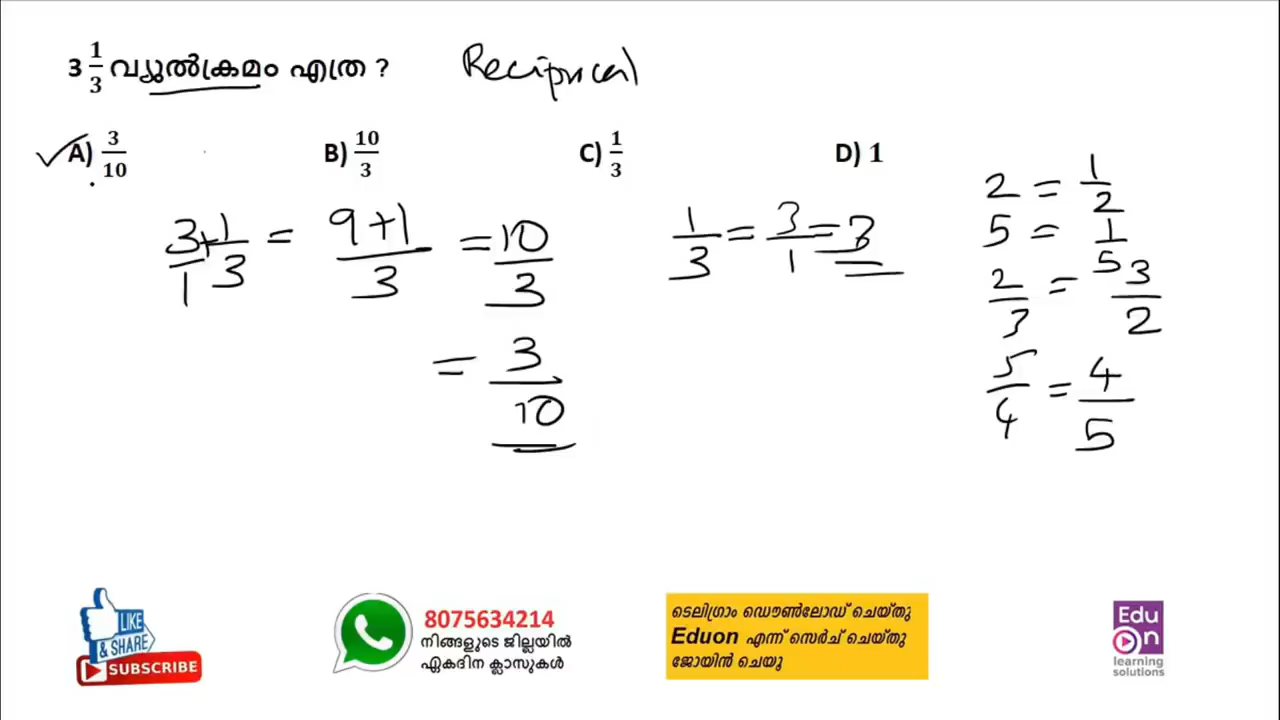 3 1/3 വ്യുൽക്രമം എത്ര ? Reciprical
A) 3/10 B) 10/3 C) 1/3 D) 1
3/1 + 1/3 = 9+1/3 = 10/3
= 3/10
1/3 = 3/1 = 3
2 = 1/2
5 = 1/5
2/3 = 3/2
5/4 = 4/5
LIKE
& SHARE
SUBSCRIBE
8075634214
നിങ്ങളുടെ ജില്ലയിൽ
ഏകദിന ക്ലാസുകൾ
ടെലിഗ്രാം ഡൌൺലോഡ് ചെയ്തു
Eduon എന്ന് സെർച് ചെയ്തു
ജോയിൻ ചെയൂ
Edu
On
learning
solutions